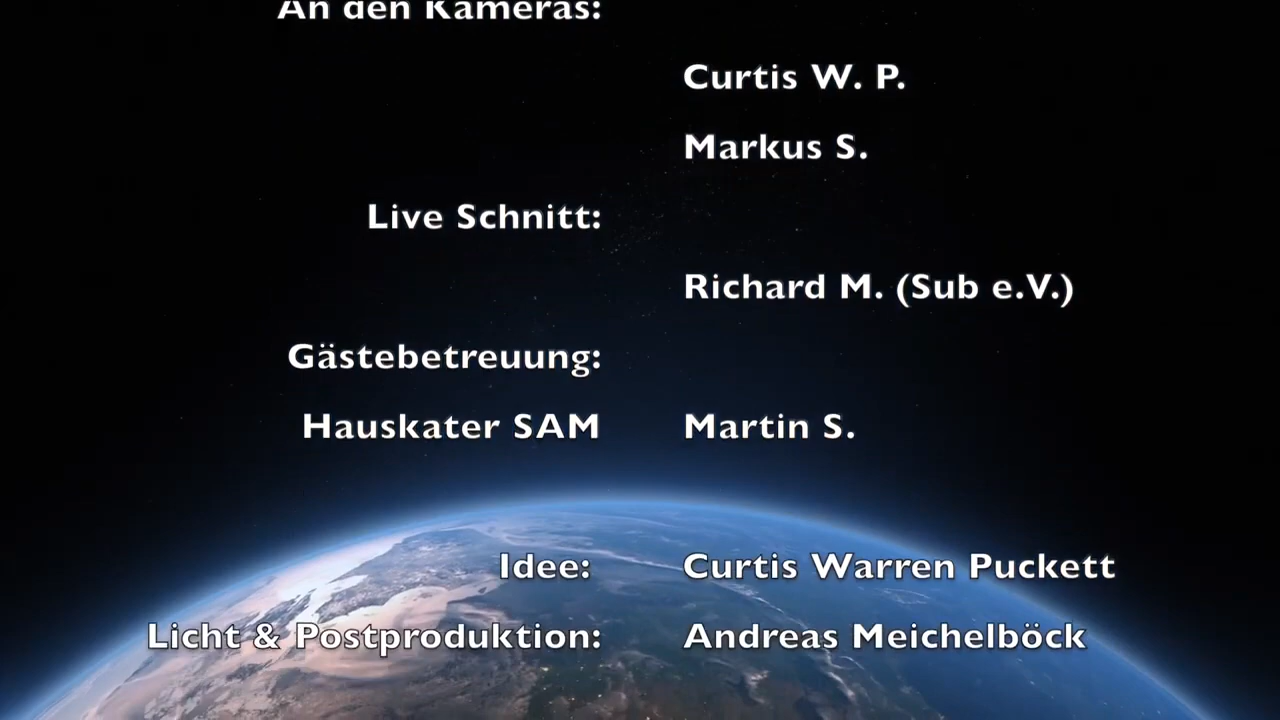 An den Kameras:
Curtis W. P.
Markus S.
Live Schnitt:
Richard M. (Sub e.V.)
Gästebetreuung:
Hauskater SAM Martin S.
Idee: Curtis Warren Puckett
Licht & Postproduktion: Andreas Meichelböck